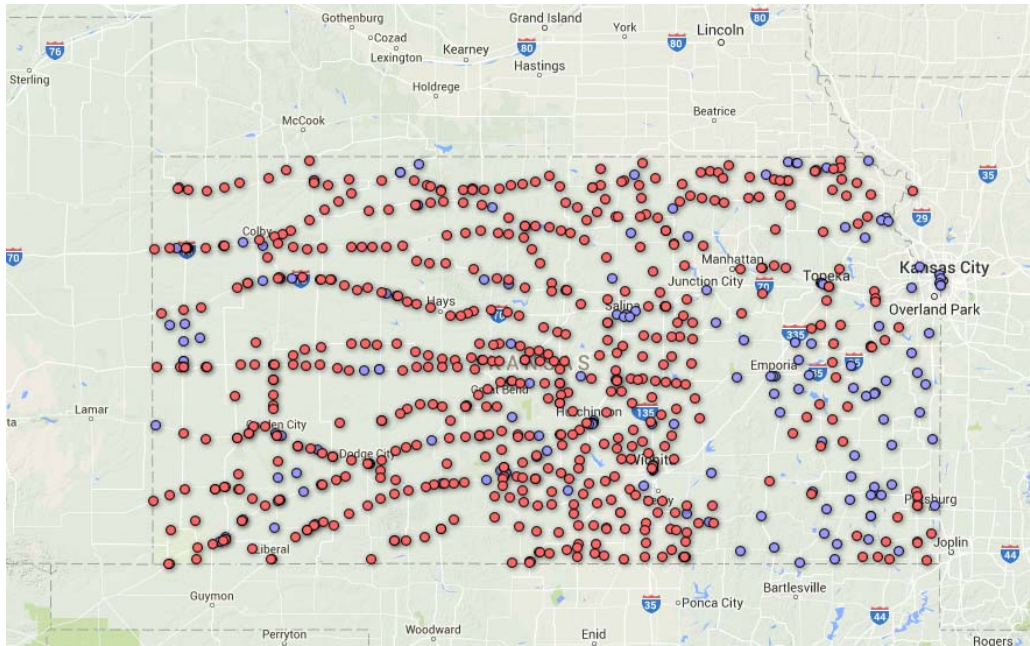 Gothenburg
Grand Island
80
York
Lincoln
80
80
76
Cozad
Lexington
Kearney
Hastings
Sterling
Holdrege
Beatrice
McCook
35
29
Colby
70
Manhattan
Kansas City
Topeka
Junction City
70
Overland Park
Hays
Salina
70
335
KANSAS
Emporia
Great Bend
Lamar
Hutchinson
135
Garden City
Dodge City
Wichita
Pittsburg
Liberal
Joplin
44
Guymon
Bartlesville
35
Ponca City
44
Perryton
Woodward
Enid
Rogers